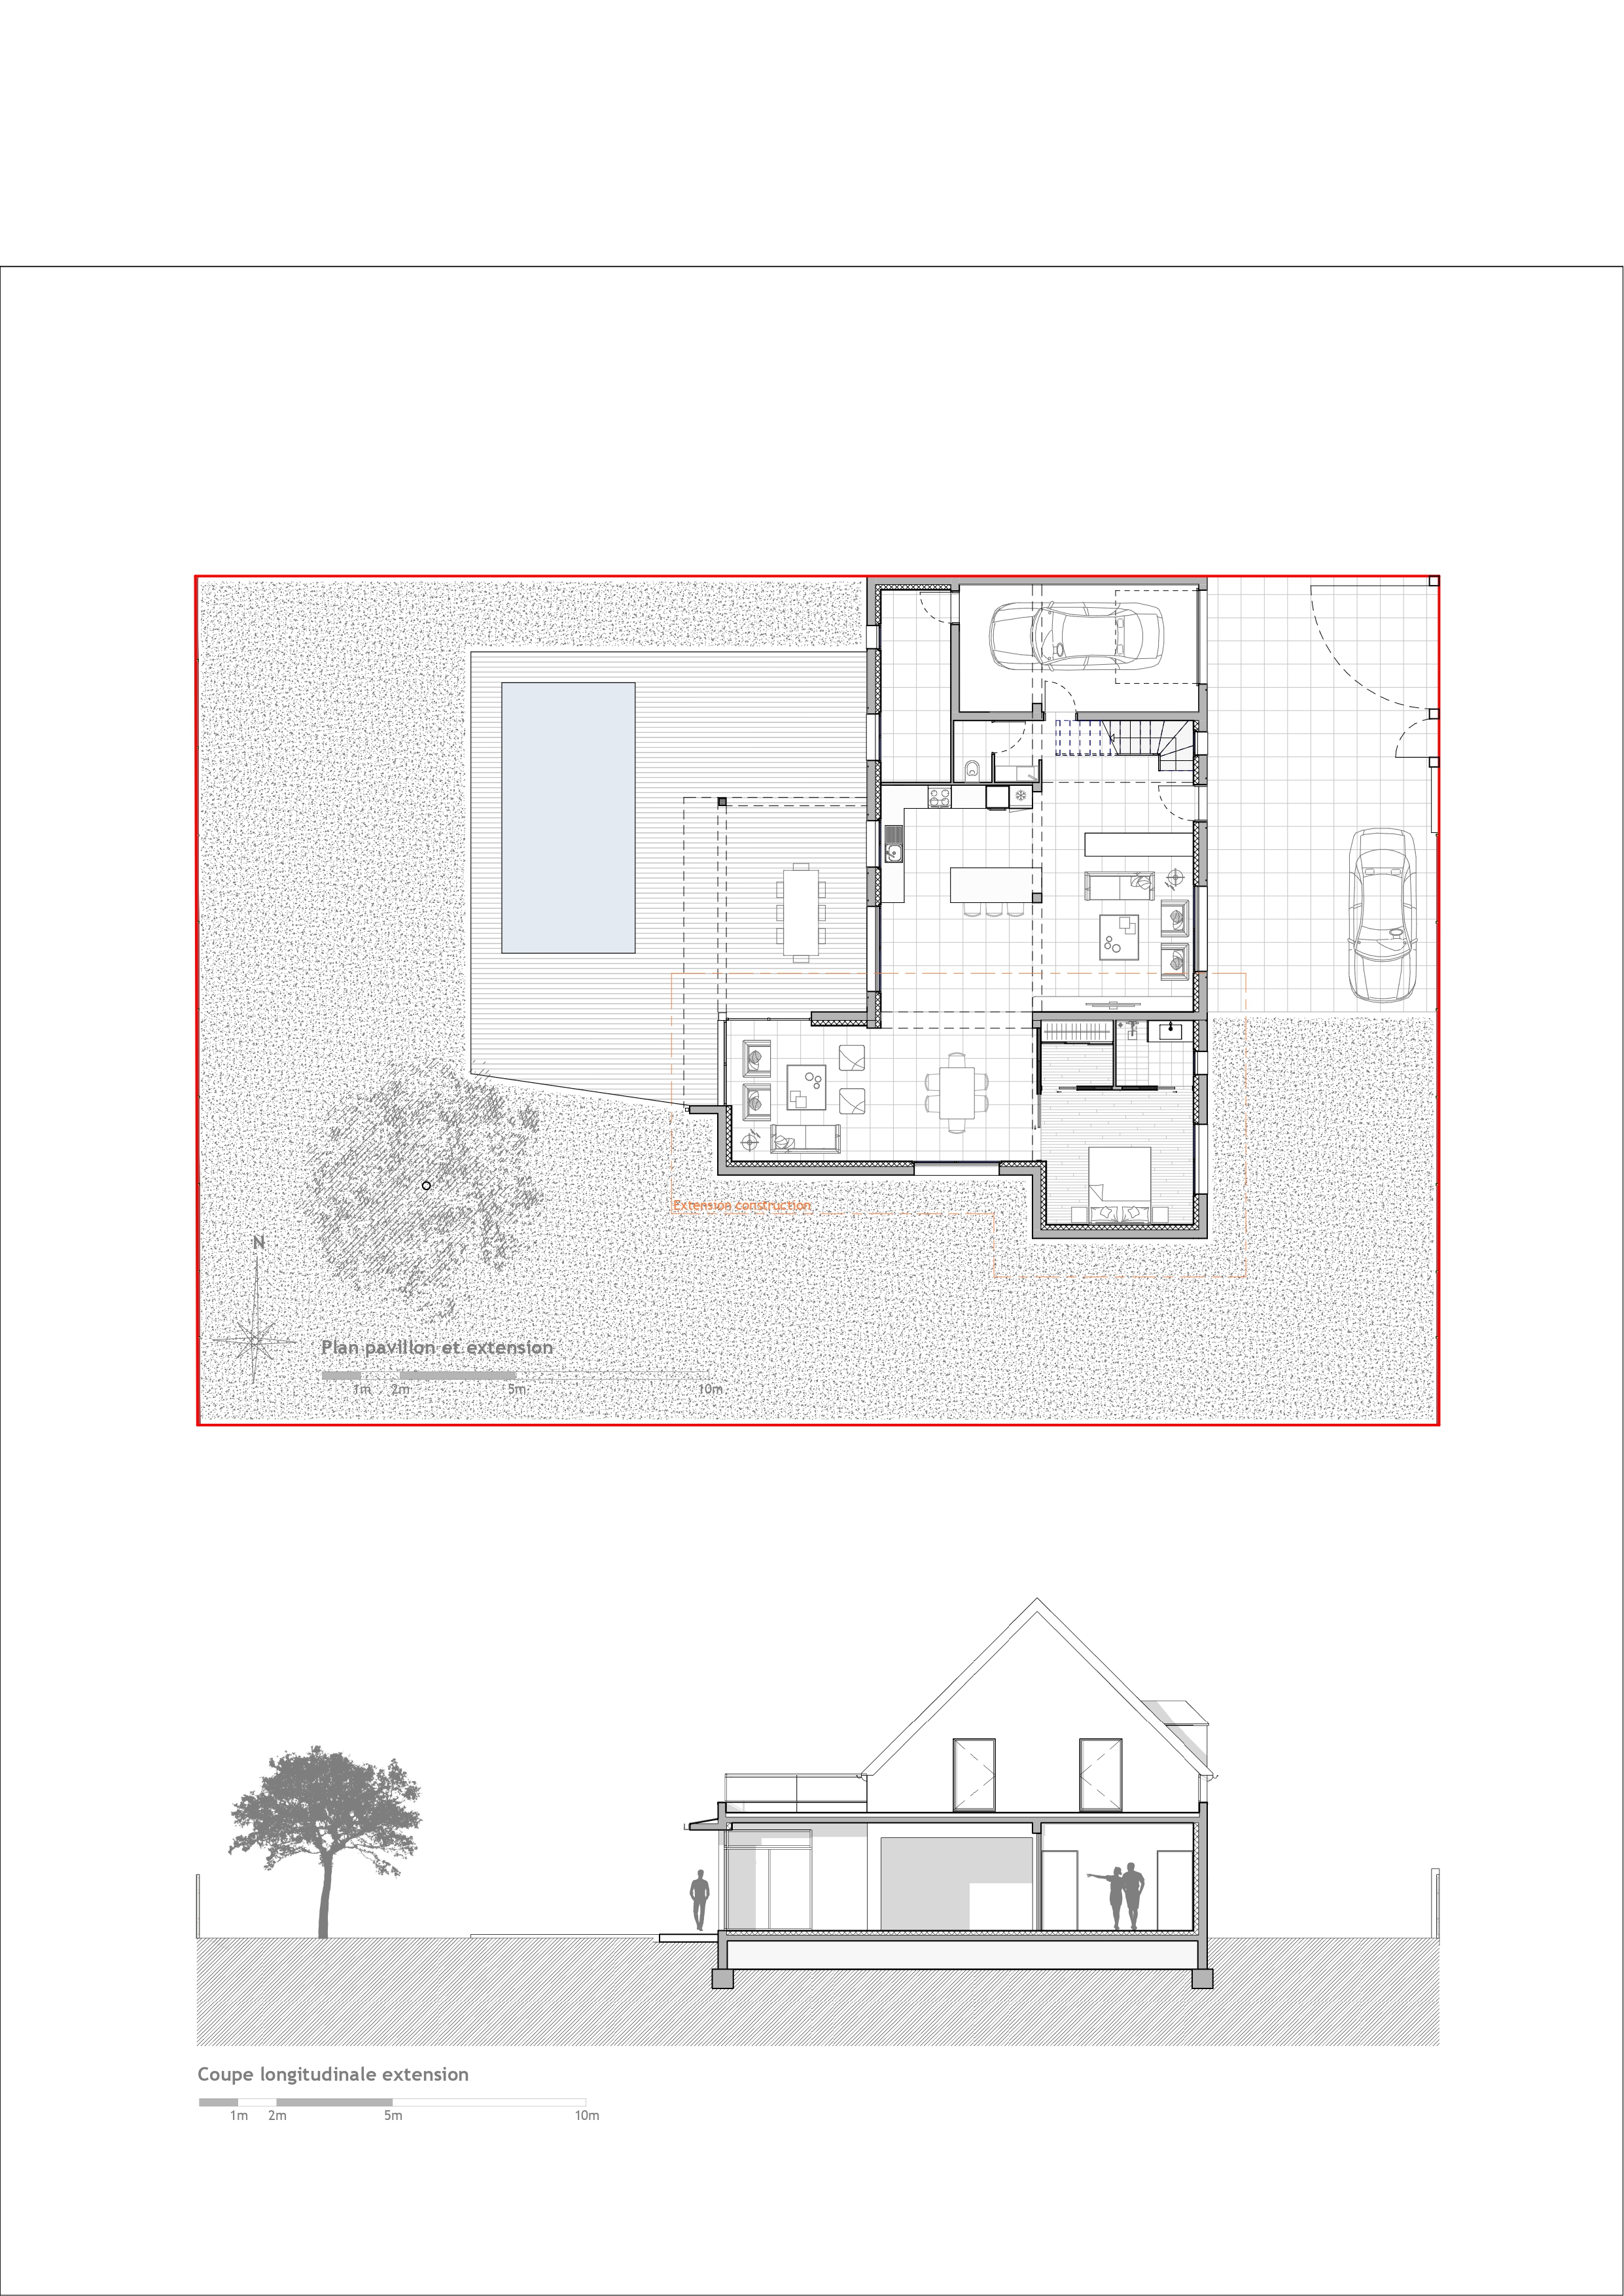 Extension construction
N
Plan pavillon et extension
1m 2m 5m 10m
Coupe longitudinale extension
1m 2m 5m 10m